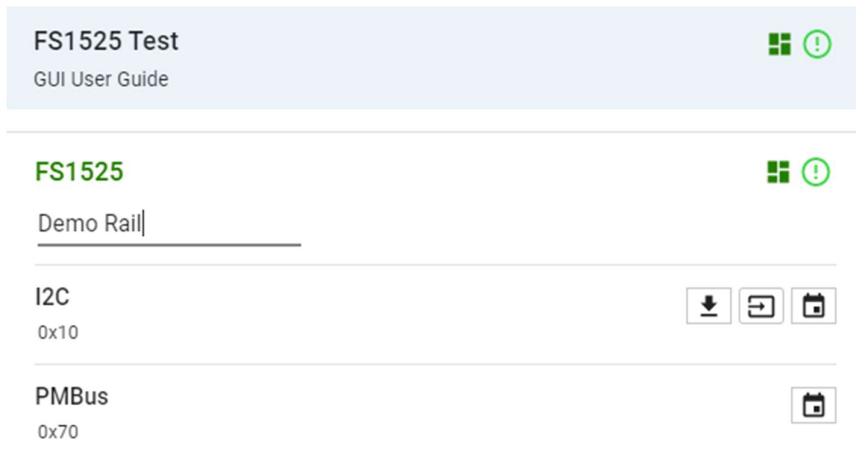 FS1525 Test
GUI User Guide
FS1525
Demo Rail
I2C
0x10
PMBus
0x70